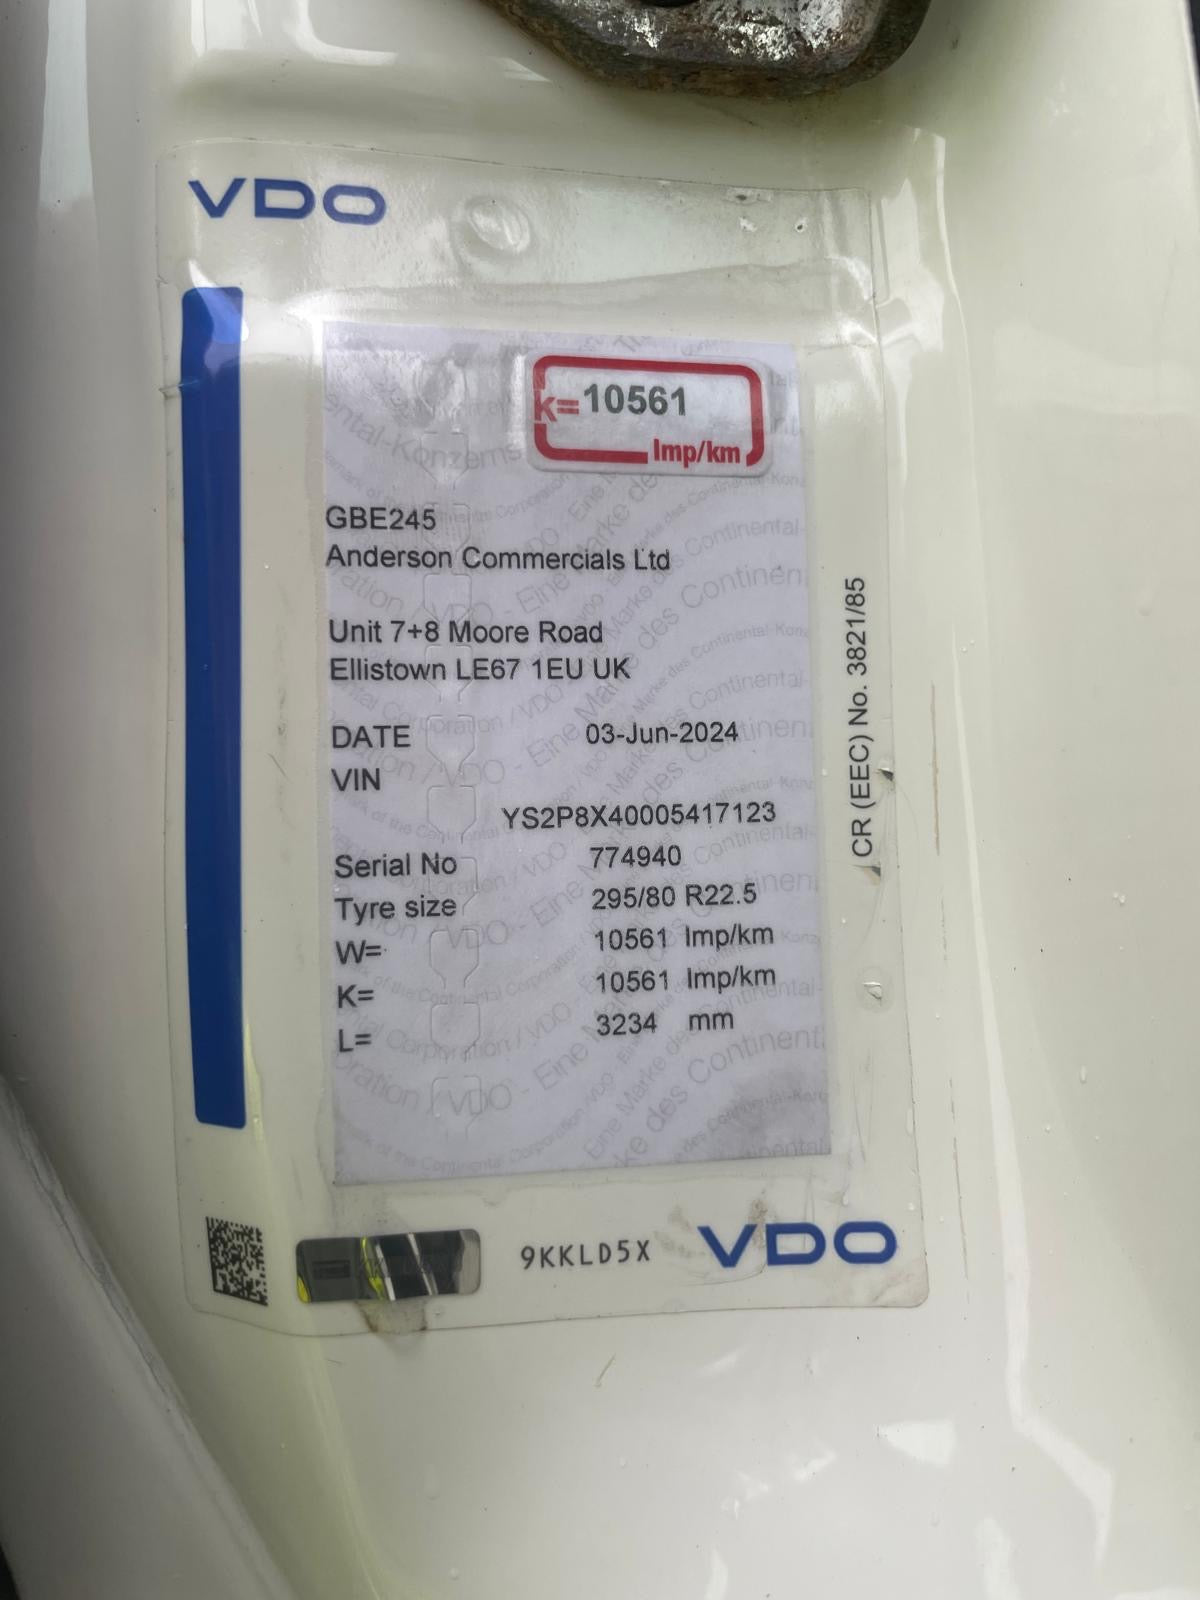 VDO
k=10561
Imp/km
GBE245
Anderson Commercials Ltd
Unit 7+8 Moore Road
Ellistown LE67 1EU UK
DATE 03-Jun-2024
VIN
YS2P8X40005417123
Serial No 774940
Tyre size 295/80 R22.5
W= 10561 Imp/km
K= 10561 Imp/km
L= 3234 mm
CR (EEC) No. 3821/85
9KKLD5X VDO